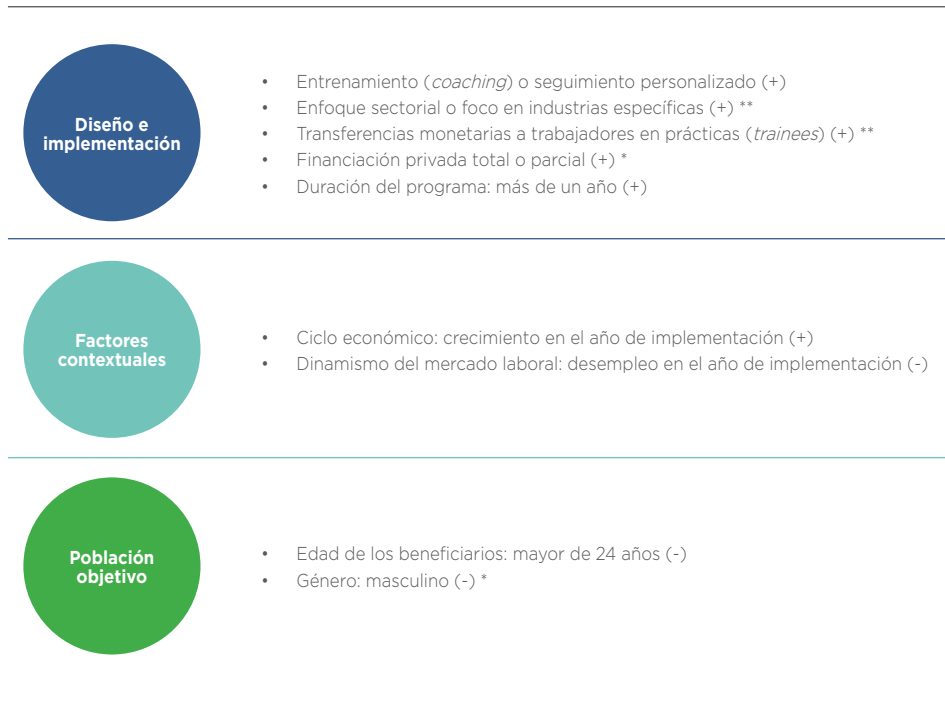 Diseño e
implementación
• Entrenamiento (coaching) o seguimiento personalizado (+)
• Enfoque sectorial o foco en industrias específicas (+) **
• Transferencias monetarias a trabajadores en prácticas (trainees) (+) **
• Financiación privada total o parcial (+) *
• Duración del programa: más de un año (+)
Factores
contextuales
• Ciclo económico: crecimiento en el año de implementación (+)
• Dinamismo del mercado laboral: desempleo en el año de implementación (-)
Población
objetivo
• Edad de los beneficiarios: mayor de 24 años (-)
• Género: masculino (-) *